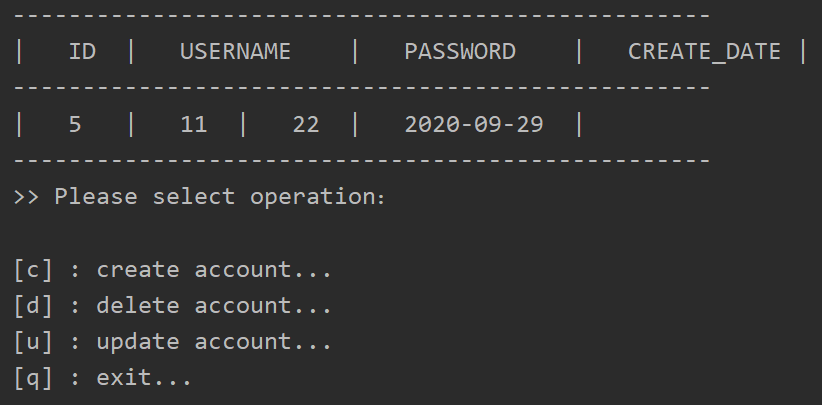 --------------------------------------------------
|   ID  |   USERNAME    |   PASSWORD    |   CREATE_DATE |
--------------------------------------------------
|   5   |   11  |   22  |   2020-09-29  |
--------------------------------------------------
>> Please select operation:
[c] : create account...
[d] : delete account...
[u] : update account...
[q] : exit...